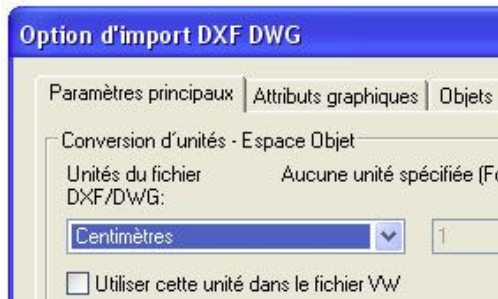 Option d'import DXF DWG
Paramètres principaux Attributs graphiques Objets
Conversion d'unités - Espace Objet
Unités du fichier Aucune unité spécifiée (Fo
DXF/DWG:
Centimètres 1
Utiliser cette unité dans le fichier VW